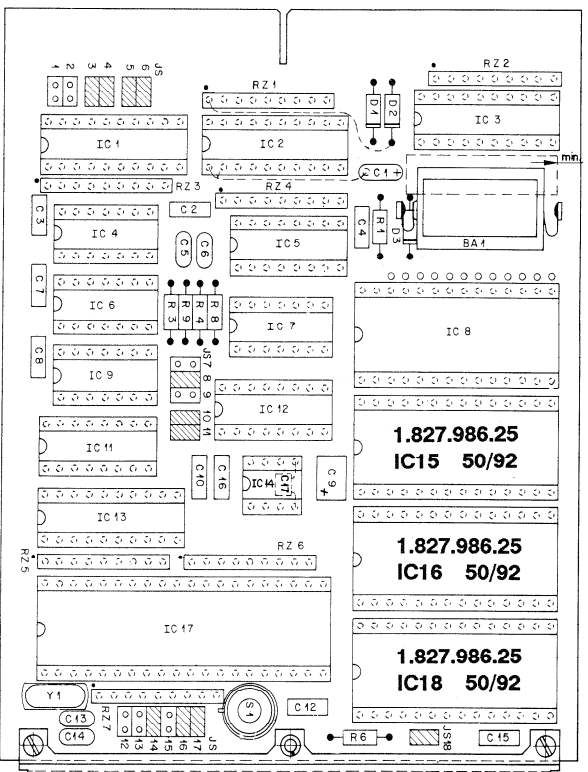 1 2 3 4 5 6 JS
RZ 1
RZ 2
D 1
D 2
IC 1
IC 2
IC 3
C 1 +
min.
RZ 3
RZ 4
C 3
C 2
IC 4
C 5
C 6
IC 5
C 4
R 1
D 3
BA 1
C 7
IC 6
R 3
R 9
R 4
R 8
IC 7
IC 8
C 8
IC 9
JS 7
8
9
10
11
IC 12
1.827.986.25
IC15 50/92
IC 11
C 10
C 16
IC14
C17
C 9
+
IC 13
RZ 5
RZ 6
1.827.986.25
IC16 50/92
IC 17
1.827.986.25
IC18 50/92
Y 1
C 13
C 14
RZ 7
12 13 14 15 16 17 JS
S 1
C 12
R 6
JS18
C 15